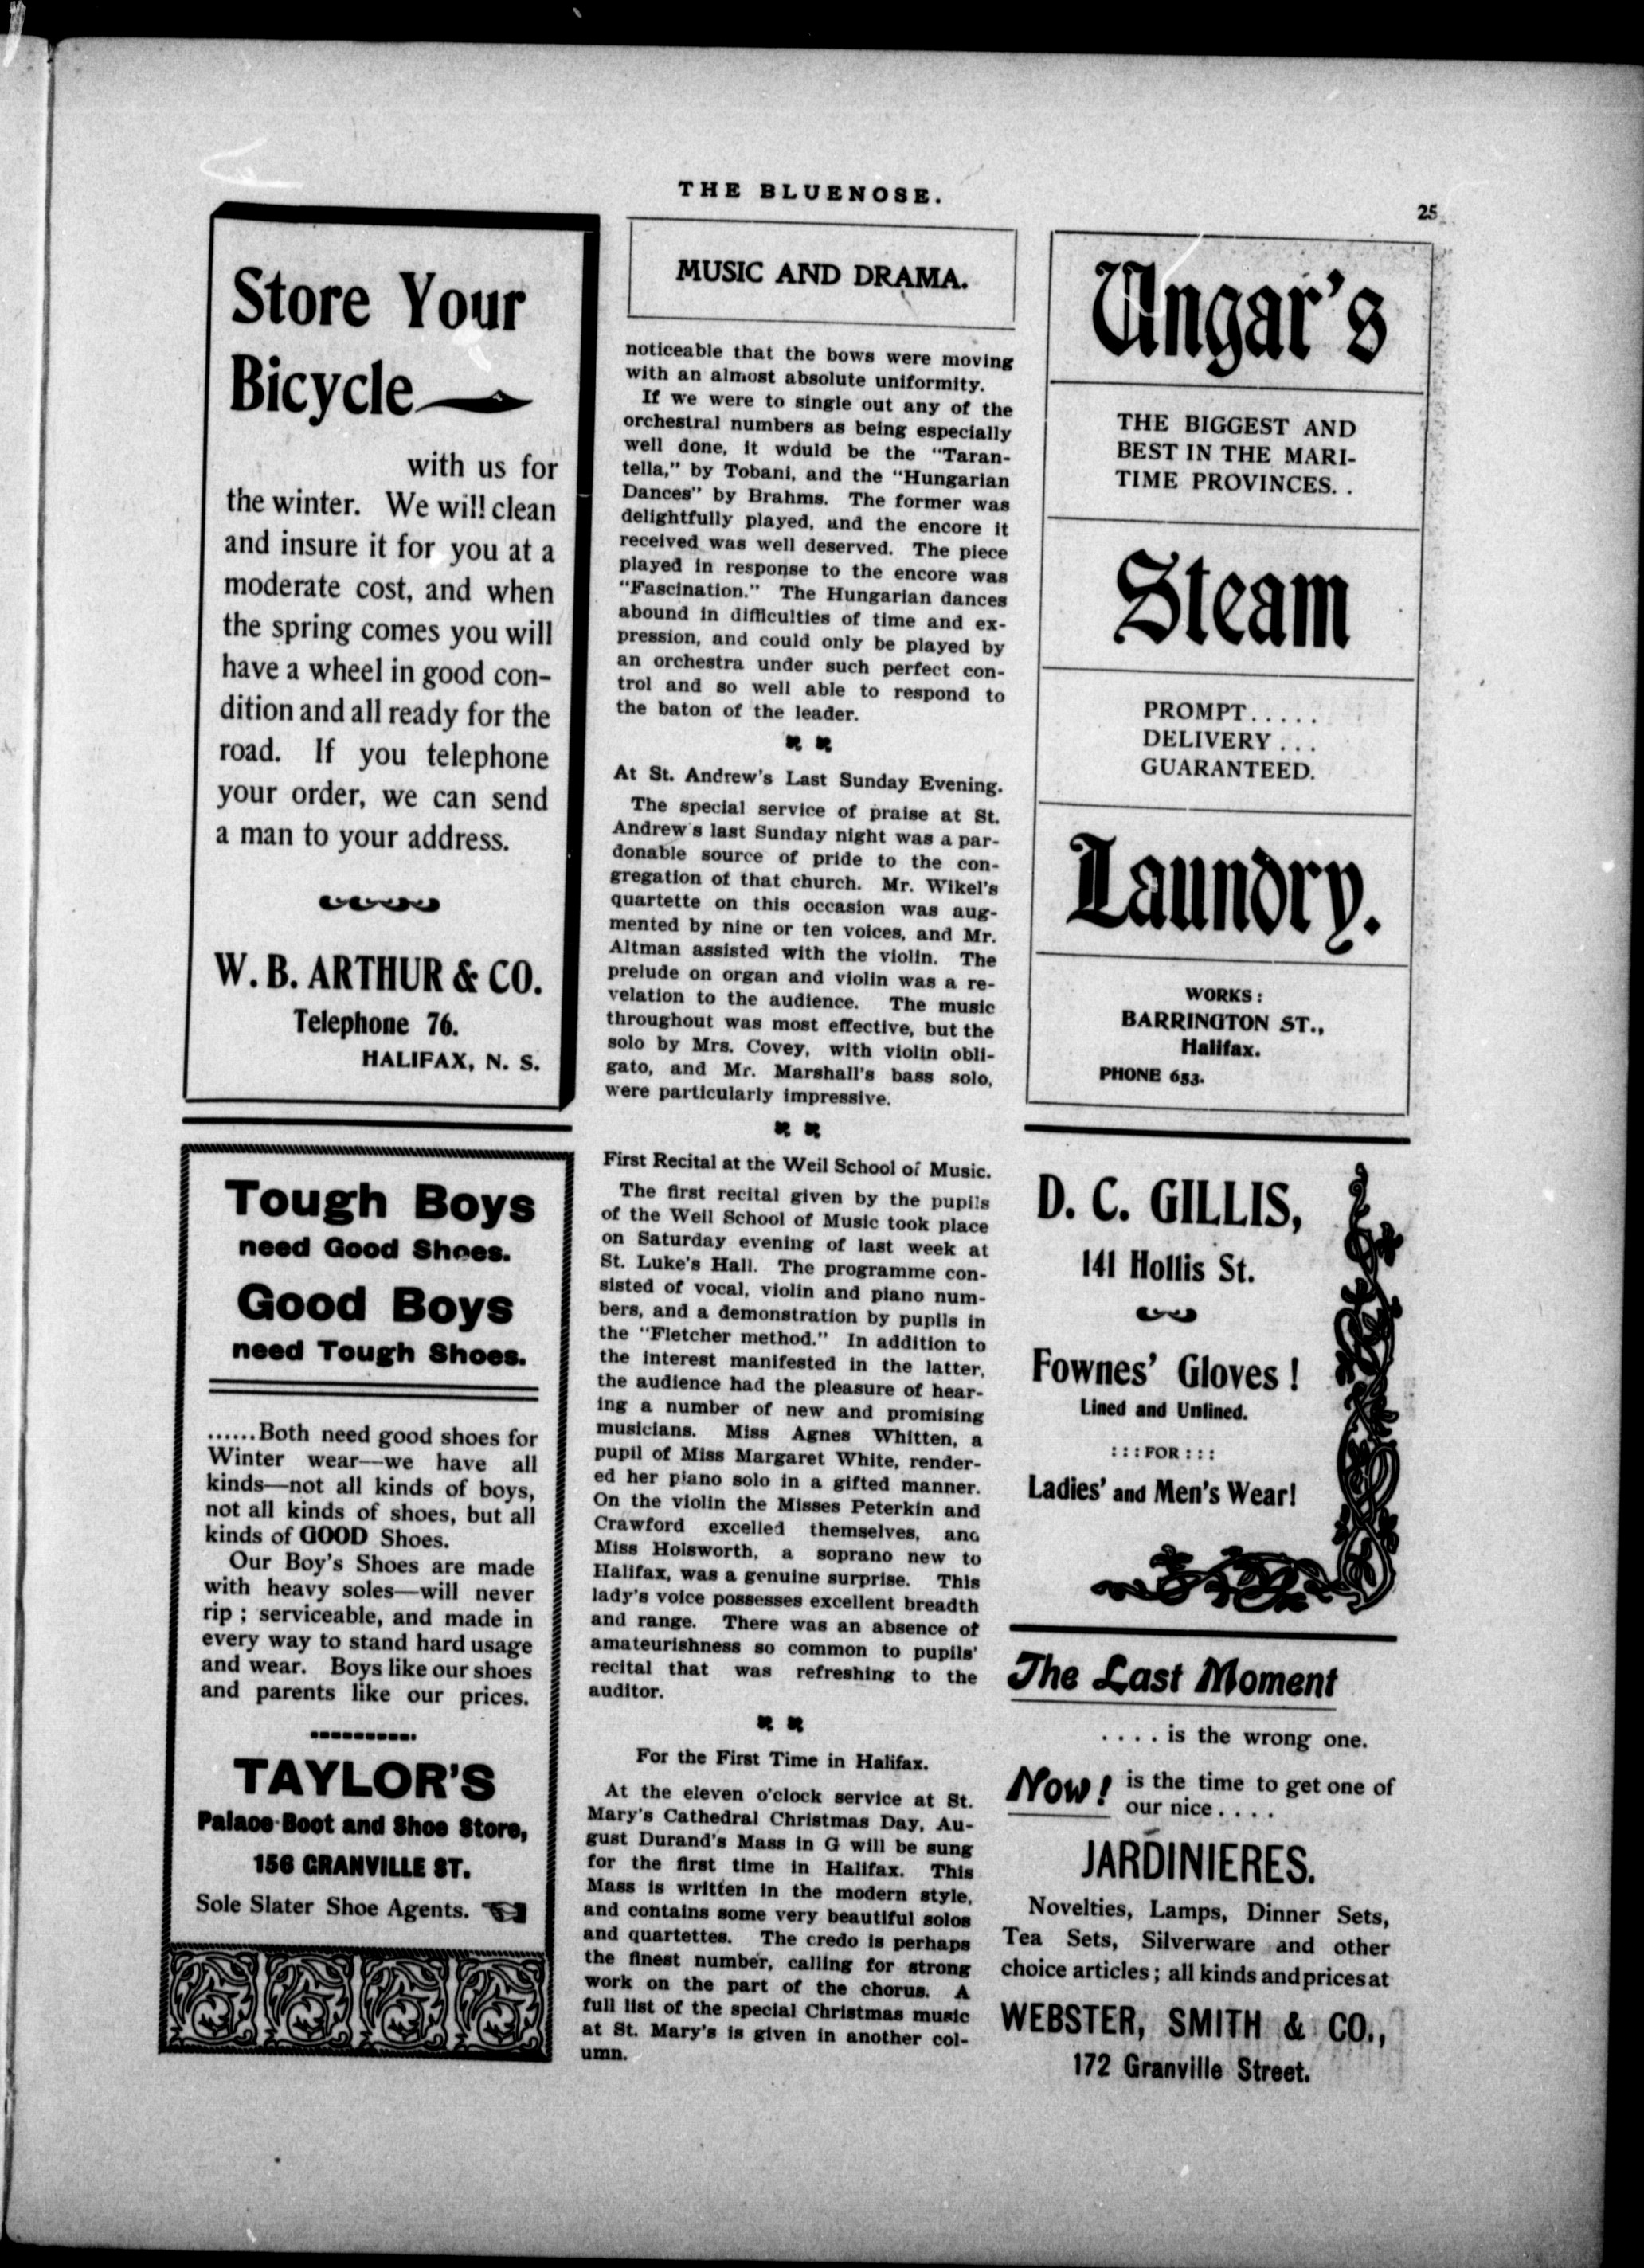 THE BLUENOSE.
25
Store Your
Bicycle
with us for
the winter. We will clean
and insure it for you at a
moderate cost, and when
the spring comes you will
have a wheel in good con-
dition and all ready for the
road. If you telephone
your order, we can send
a man to your address.
W. B. ARTHUR & CO.
Telephone 76.
HALIFAX, N. S.
Tough Boys
need Good Shoes.
Good Boys
need Tough Shoes.
......Both need good shoes for
Winter wear—we have all
kinds—not all kinds of boys,
not all kinds of shoes, but all
kinds of GOOD Shoes.
Our Boy's Shoes are made
with heavy soles—will never
rip ; serviceable, and made in
every way to stand hard usage
and wear. Boys like our shoes
and parents like our prices.
TAYLOR'S
Palace Boot and Shoe Store,
156 GRANVILLE ST.
Sole Slater Shoe Agents.
MUSIC AND DRAMA.
noticeable that the bows were moving
with an almost absolute uniformity.
If we were to single out any of the
orchestral numbers as being especially
well done, it would be the "Taran-
tella," by Tobani, and the "Hungarian
Dances" by Brahms. The former was
delightfully played, and the encore it
received was well deserved. The piece
played in response to the encore was
"Fascination." The Hungarian dances
abound in difficulties of time and ex-
pression, and could only be played by
an orchestra under such perfect con-
trol and so well able to respond to
the baton of the leader.
At St. Andrew's Last Sunday Evening.
The special service of praise at St.
Andrew's last Sunday night was a par-
donable source of pride to the con-
gregation of that church. Mr. Wikel's
quartette on this occasion was aug-
mented by nine or ten voices, and Mr.
Altman assisted with the violin. The
prelude on organ and violin was a re-
velation to the audience. The music
throughout was most effective, but the
solo by Mrs. Covey, with violin obli-
gato, and Mr. Marshall's bass solo,
were particularly impressive.
First Recital at the Weil School of Music.
The first recital given by the pupils
of the Weil School of Music took place
on Saturday evening of last week at
St. Luke's Hall. The programme con-
sisted of vocal, violin and piano num-
bers, and a demonstration by pupils in
the "Fletcher method." In addition to
the interest manifested in the latter,
the audience had the pleasure of hear-
ing a number of new and promising
musicians. Miss Agnes Whitten, a
pupil of Miss Margaret White, render-
ed her piano solo in a gifted manner.
On the violin the Misses Peterkin and
Crawford excelled themselves, and
Miss Holsworth, a soprano new to
Halifax, was a genuine surprise. This
lady's voice possesses excellent breadth
and range. There was an absence of
amateurishness so common to pupils'
recital that was refreshing to the
auditor.
For the First Time in Halifax.
At the eleven o'clock service at St.
Mary's Cathedral Christmas Day, Au-
gust Durand's Mass in G will be sung
for the first time in Halifax. This
Mass is written in the modern style,
and contains some very beautiful solos
and quartettes. The credo is perhaps
the finest number, calling for strong
work on the part of the chorus. A
full list of the special Christmas music
at St. Mary's is given in another col-
umn.
Ungar's
THE BIGGEST AND
BEST IN THE MARI-
TIME PROVINCES. .
Steam
PROMPT.....
DELIVERY...
GUARANTEED.
Laundry.
WORKS:
BARRINGTON ST.,
Halifax.
PHONE 653.
D. C. GILLIS,
141 Hollis St.
Fownes' Gloves !
Lined and Unlined.
: : : FOR : : :
Ladies' and Men's Wear!
The Last Moment
.... is the wrong one.
Now! is the time to get one of
our nice....
JARDINIERES.
Novelties, Lamps, Dinner Sets,
Tea Sets, Silverware and other
choice articles; all kinds and prices at
WEBSTER, SMITH & CO.,
172 Granville Street.